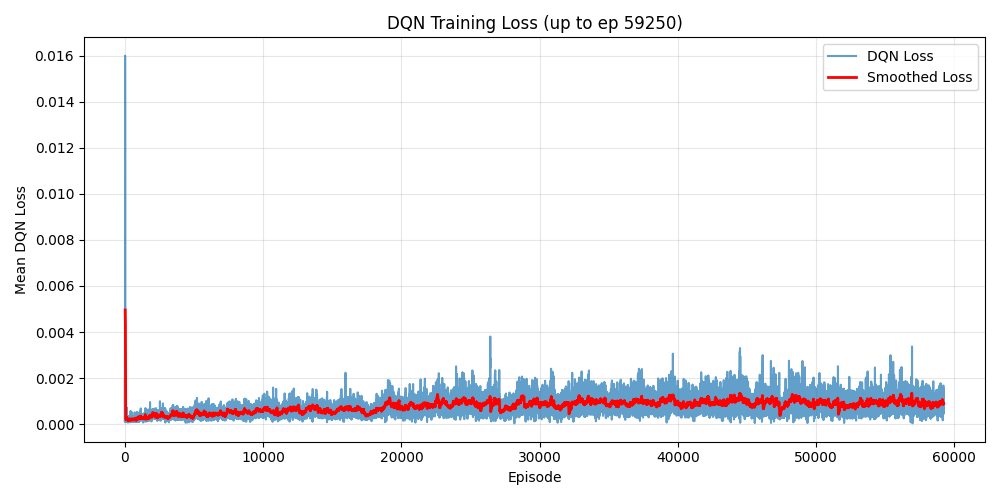 DQN Training Loss (up to ep 59250)
DQN Loss
Smoothed Loss
Mean DQN Loss
0.016
0.014
0.012
0.010
0.008
0.006
0.004
0.002
0.000
0 10000 20000 30000 40000 50000 60000
Episode